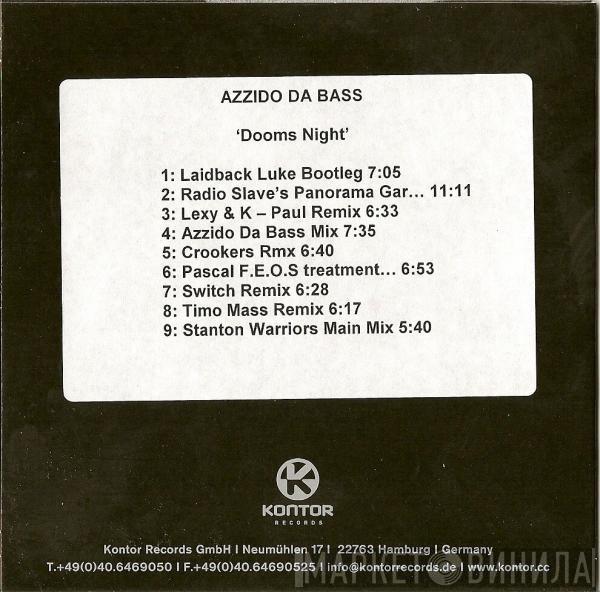 AZZIDO DA BASS
'Dooms Night'
1: Laidback Luke Bootleg 7:05
2: Radio Slave's Panorama Gar... 11:11
3: Lexy & K – Paul Remix 6:33
4: Azzido Da Bass Mix 7:35
5: Crookers Rmx 6:40
6: Pascal F.E.O.S treatment... 6:53
7: Switch Remix 6:28
8: Timo Mass Remix 6:17
9: Stanton Warriors Main Mix 5:40
K
KONTOR
RECORDS
Kontor Records GmbH I Neumühlen 17 I 22763 Hamburg I Germany
T.+49(0)40.6469050 I F.+49(0)40.64690525 I info@kontorrecords.de I www.kontor.cc
МАРКЕТ ВИНИЛА